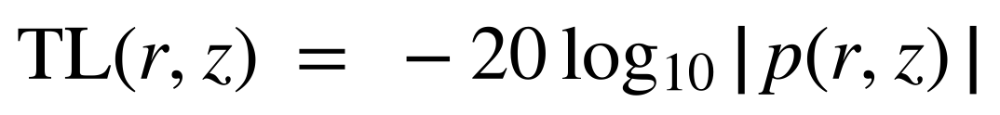 TL(r, z) = − 20 log₁₀ |p(r, z)|